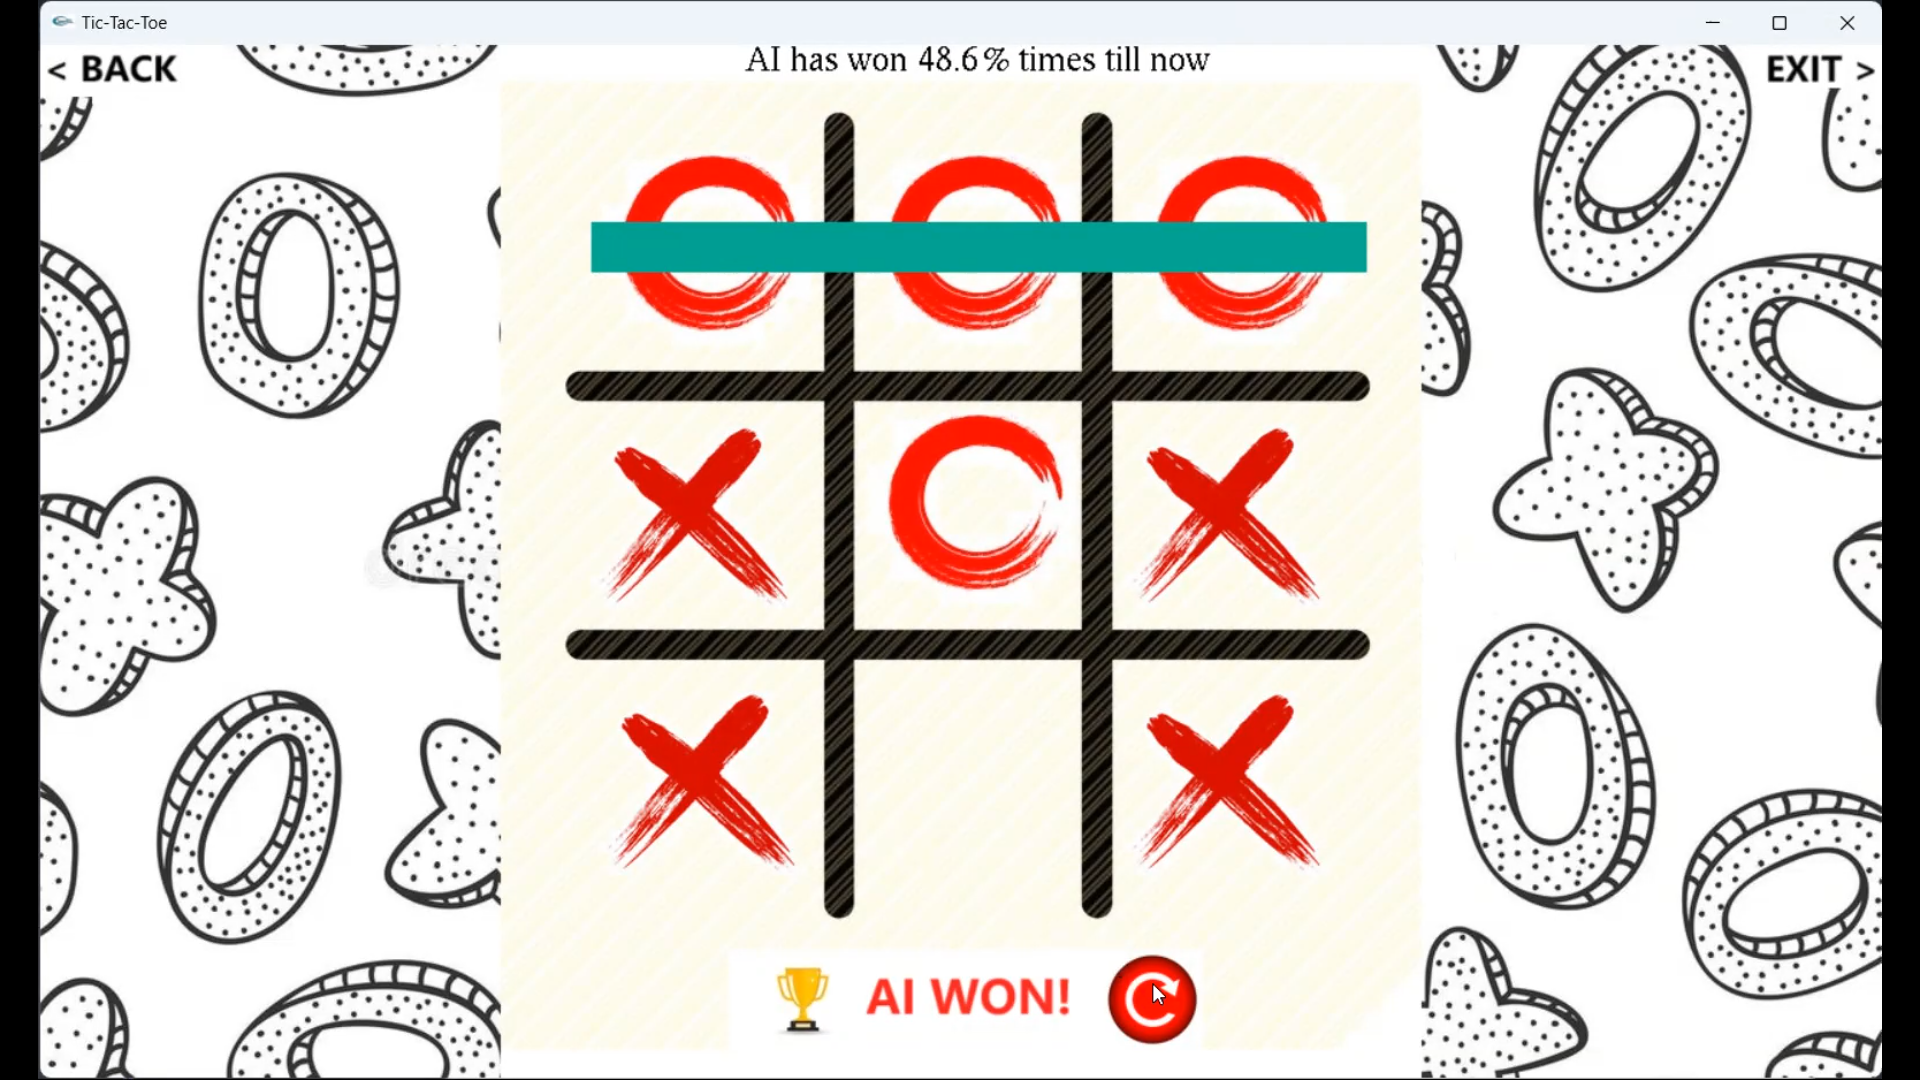 Tic-Tac-Toe
< BACK
AI has won 48.6% times till now
EXIT >
O O O
X O X
X X
AI WON!